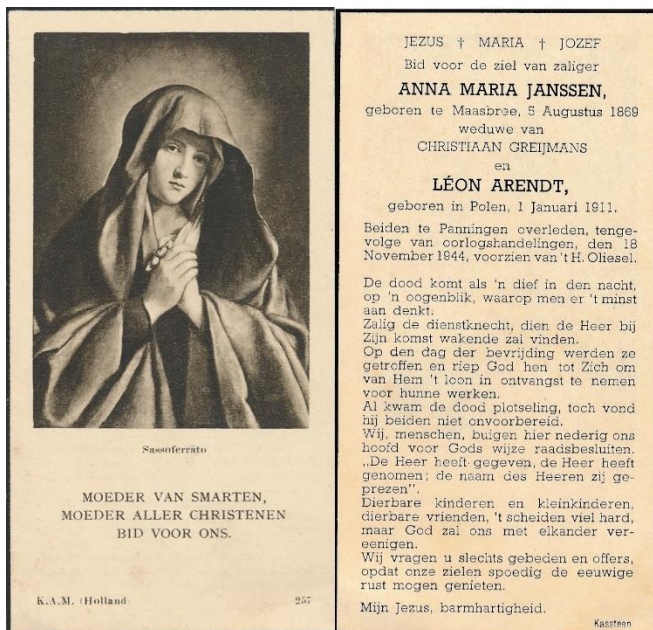 Sassoferrato
MOEDER VAN SMARTEN,
MOEDER ALLER CHRISTENEN
BID VOOR ONS.
K.A.M. (Holland)
257
JEZUS † MARIA † JOZEF
Bid voor de ziel van zaliger
ANNA MARIA JANSSEN,
geboren te Maasbree, 5 Augustus 1869
weduwe van
CHRISTIAAN GREIJMANS
en
LÉON ARENDT,
geboren in Polen, 1 Januari 1911.
Beiden te Panningen overleden, tenge-
volge van oorlogshandelingen, den 18
November 1944, voorzien van 't H. Oliesel.
De dood komt als 'n dief in den nacht,
op 'n oogenblik, waarop men er 't minst
aan denkt.
Zalig de dienstknecht, dien de Heer bij
Zijn komst wakende zal vinden.
Op den dag der bevrijding werden ze
getroffen en riep God hen tot Zich om
van Hem 't loon in ontvangst te nemen
voor hunne werken.
Al kwam de dood plotseling, toch vond
hij beiden niet onvoorbereid.
Wij, menschen, buigen hier nederig ons
hoofd voor Gods wijze raadsbesluiten.
„De Heer heeft gegeven, de Heer heeft
genomen; de naam des Heeren zij ge-
prezen”.
Dierbare kinderen en kleinkinderen,
dierbare vrienden, 't scheiden viel hard,
maar God zal ons met elkander ver-
eenigen.
Wij vragen u slechts gebeden en offers,
opdat onze zielen spoedig de eeuwige
rust mogen genieten.
Mijn Jezus, barmhartigheid.
Kassteen